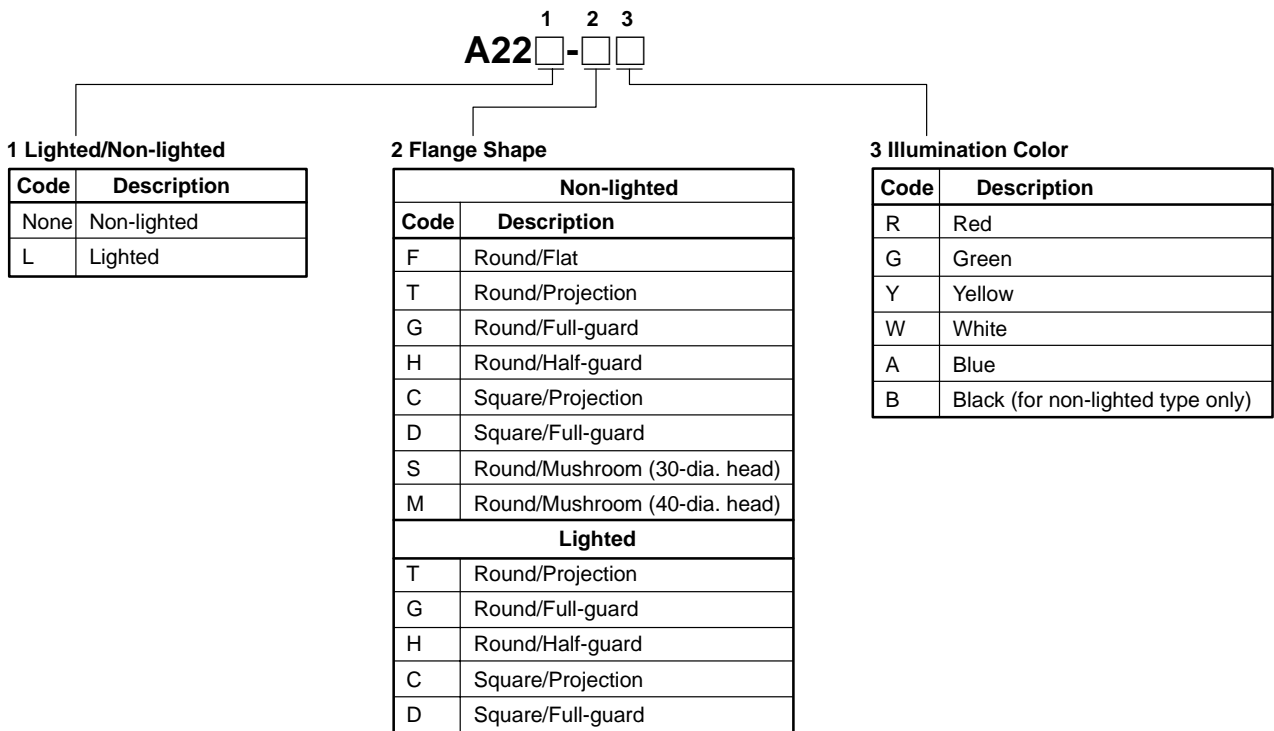 1 2 3
A22□-□□
1 Lighted/Non-lighted
Code Description
None Non-lighted
L Lighted
2 Flange Shape
Non-lighted
Code Description
F Round/Flat
T Round/Projection
G Round/Full-guard
H Round/Half-guard
C Square/Projection
D Square/Full-guard
S Round/Mushroom (30-dia. head)
M Round/Mushroom (40-dia. head)
Lighted
T Round/Projection
G Round/Full-guard
H Round/Half-guard
C Square/Projection
D Square/Full-guard
3 Illumination Color
Code Description
R Red
G Green
Y Yellow
W White
A Blue
B Black (for non-lighted type only)